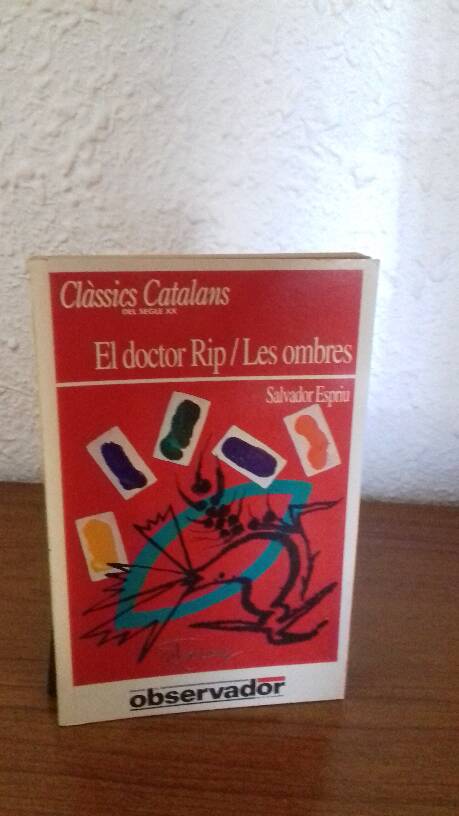 Clàssics Catalans
DEL SEGLE XX
El doctor Rip / Les ombres
Salvador Espriu
observador